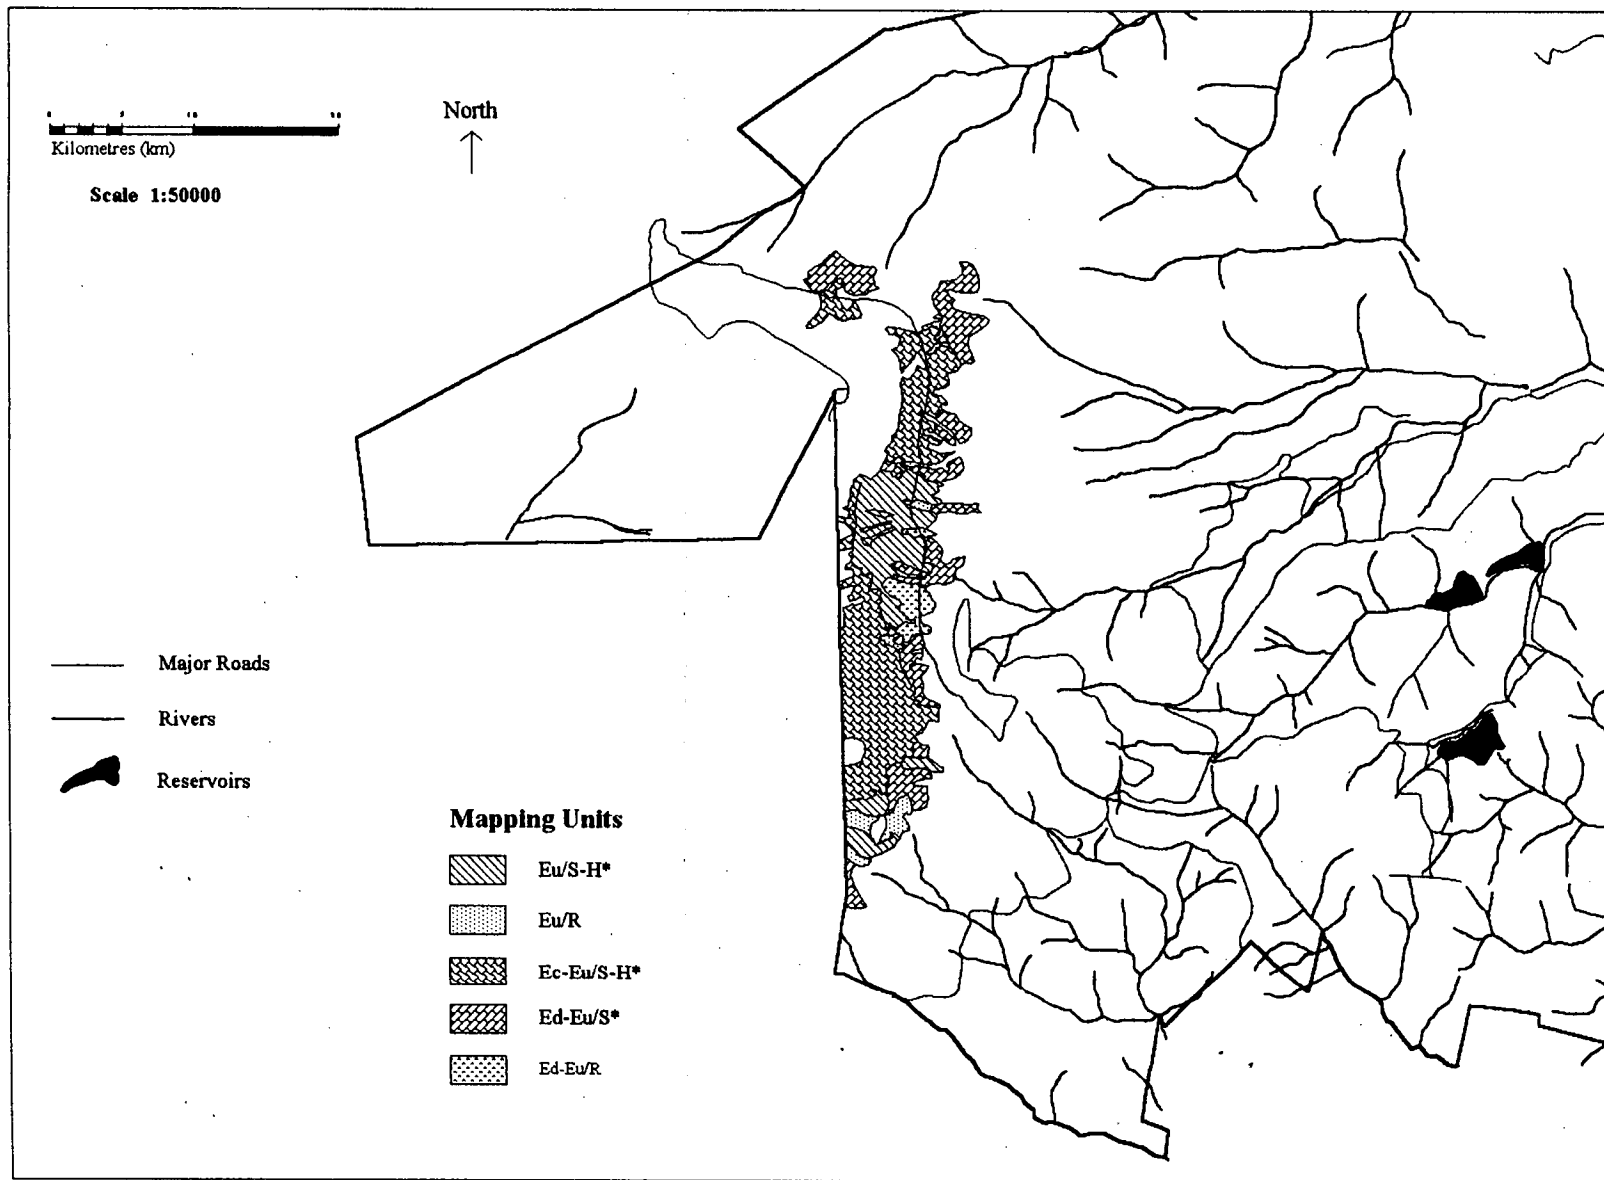 Kilometres (km)
Scale 1:50000
North
Major Roads
Rivers
Reservoirs
Mapping Units
Eu/S-H*
Eu/R
Ec-Eu/S-H*
Ed-Eu/S*
Ed-Eu/R